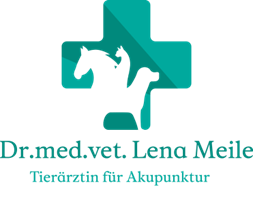 Dr.med.vet. Lena Meile
Tierärztin für Akupunktur